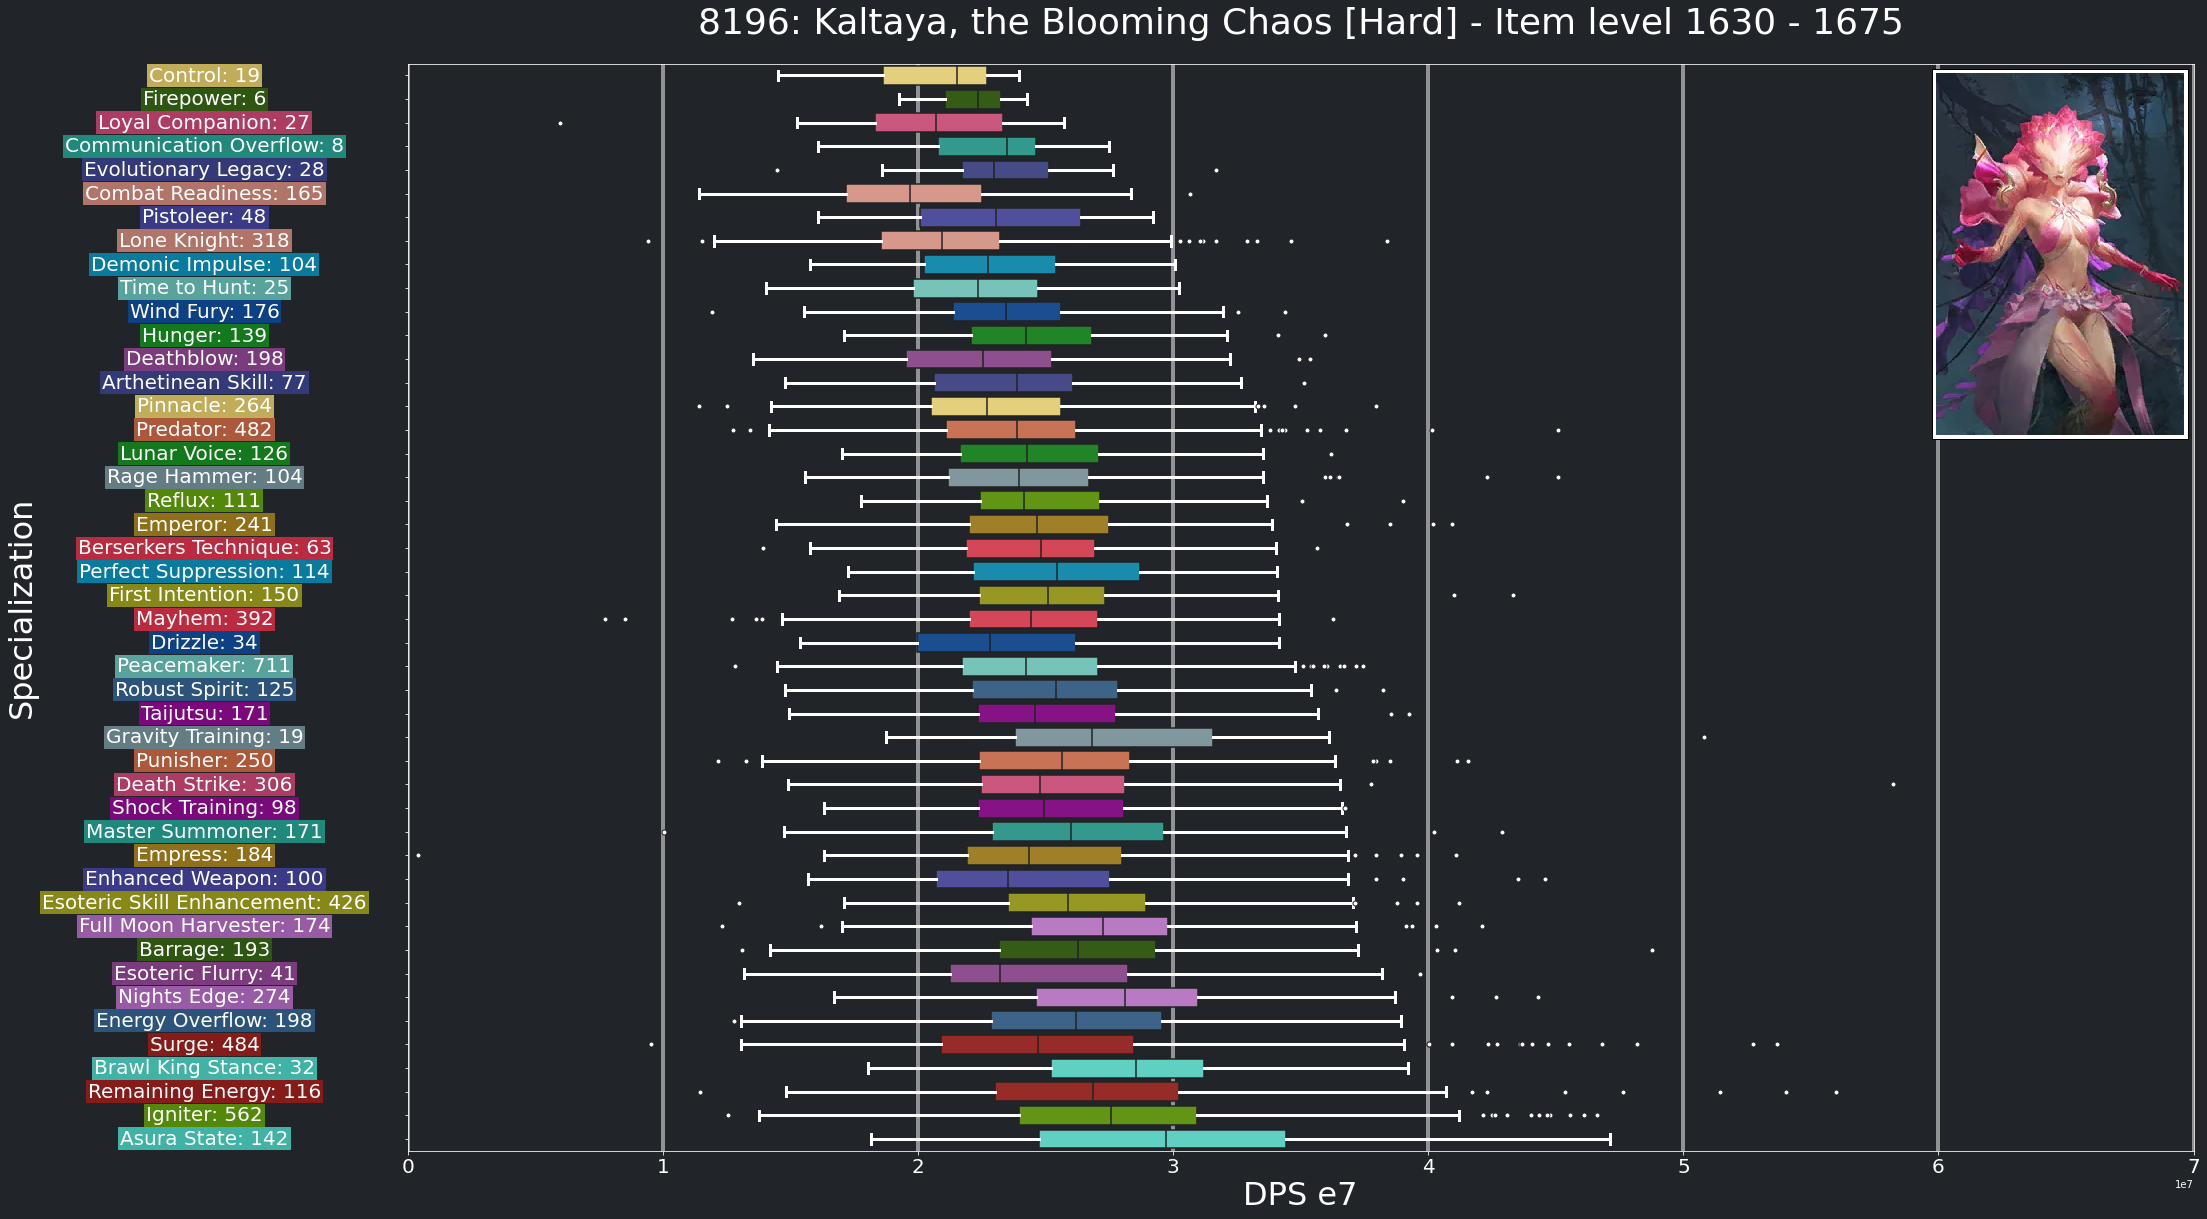 8196: Kaltaya, the Blooming Chaos [Hard] - Item level 1630 - 1675
Specialization
Control: 19
Firepower: 6
Loyal Companion: 27
Communication Overflow: 8
Evolutionary Legacy: 28
Combat Readiness: 165
Pistoleer: 48
Lone Knight: 318
Demonic Impulse: 104
Time to Hunt: 25
Wind Fury: 176
Hunger: 139
Deathblow: 198
Arthetinean Skill: 77
Pinnacle: 264
Predator: 482
Lunar Voice: 126
Rage Hammer: 104
Reflux: 111
Emperor: 241
Berserkers Technique: 63
Perfect Suppression: 114
First Intention: 150
Mayhem: 392
Drizzle: 34
Peacemaker: 711
Robust Spirit: 125
Taijutsu: 171
Gravity Training: 19
Punisher: 250
Death Strike: 306
Shock Training: 98
Master Summoner: 171
Empress: 184
Enhanced Weapon: 100
Esoteric Skill Enhancement: 426
Full Moon Harvester: 174
Barrage: 193
Esoteric Flurry: 41
Nights Edge: 274
Energy Overflow: 198
Surge: 484
Brawl King Stance: 32
Remaining Energy: 116
Igniter: 562
Asura State: 142
0 1 2 3 4 5 6 7
1e7
DPS e7